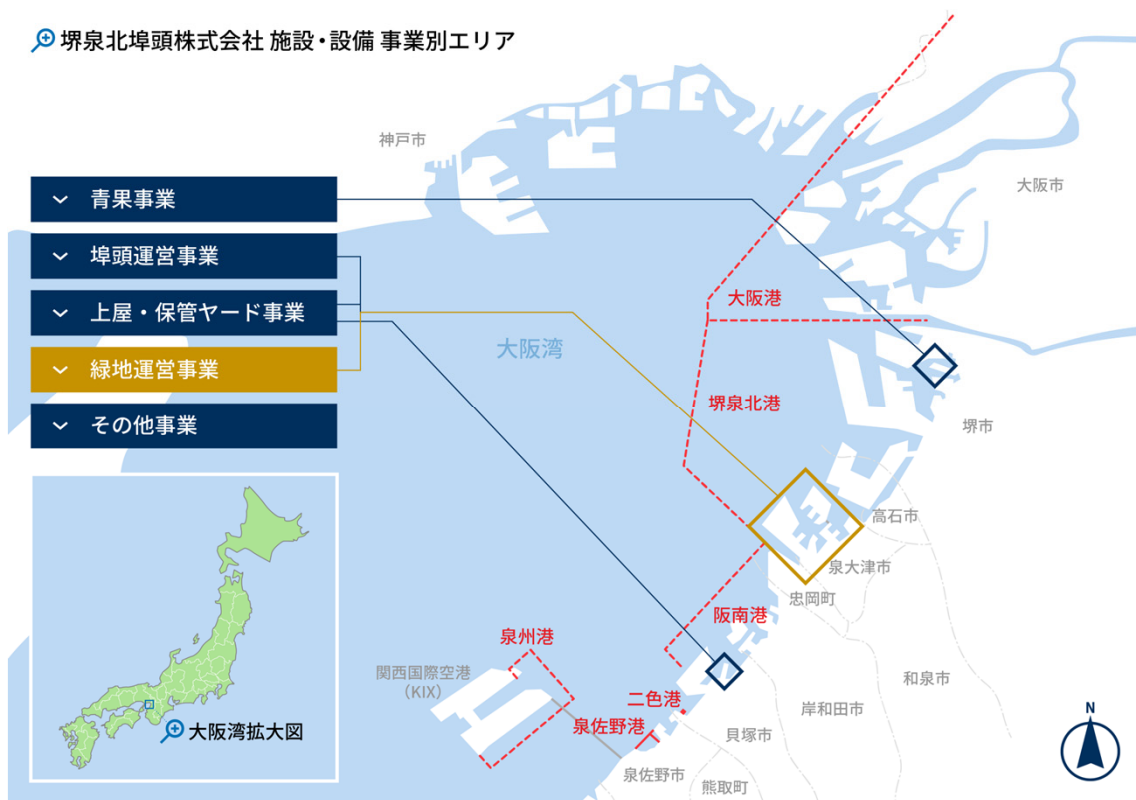 堺泉北埠頭株式会社 施設・設備 事業別エリア
神戸市
大阪市
青果事業
埠頭運営事業
上屋・保管ヤード事業
緑地運営事業
その他事業
大阪港
大阪湾
堺泉北港
堺市
高石市
泉大津市
忠岡町
阪南港
泉州港
関西国際空港
（KIX）
和泉市
二色港
岸和田市
泉佐野港
貝塚市
泉佐野市
熊取町
大阪湾拡大図
N